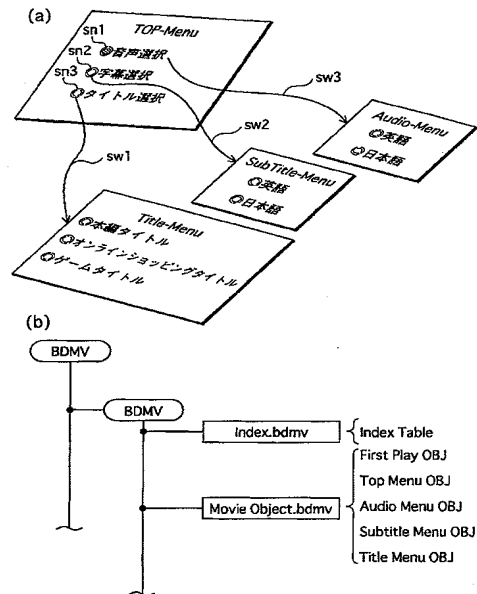 (a)
TOP-Menu
sn1
◎音声選択
sn2
◎字幕選択
sn3
◎タイトル選択
sw3
sw2
sw1
Audio-Menu
◎英語
◎日本語
SubTitle-Menu
◎英語
◎日本語
Title-Menu
◎本編タイトル
◎オンラインショッピングタイトル
◎ゲームタイトル
(b)
BDMV
BDMV
Index.bdmv
Index Table
Movie Object.bdmv
First Play OBJ
Top Menu OBJ
Audio Menu OBJ
Subtitle Menu OBJ
Title Menu OBJ